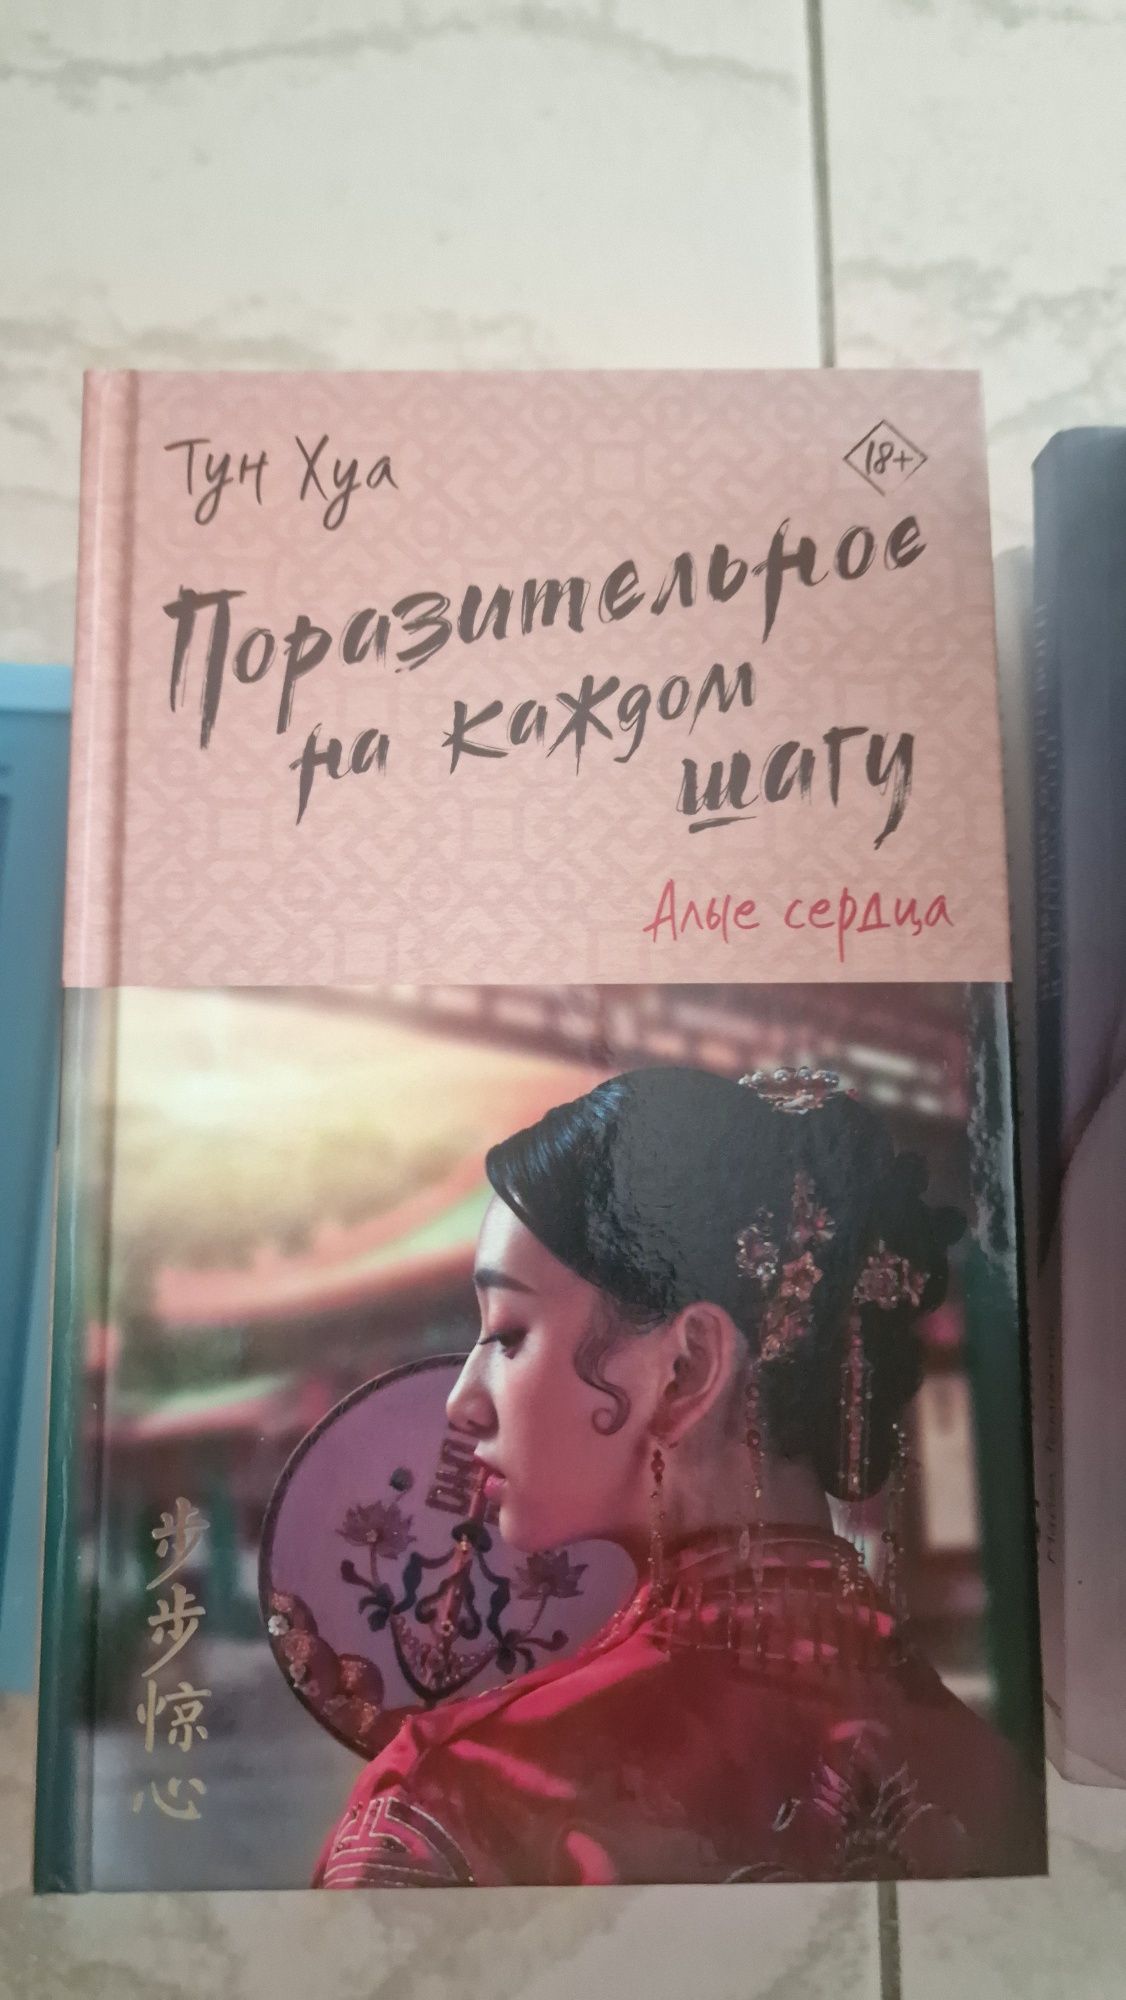 Тун Хуа
18+
Поразительное
на каждом
шагу
Алые сердца
步步惊心